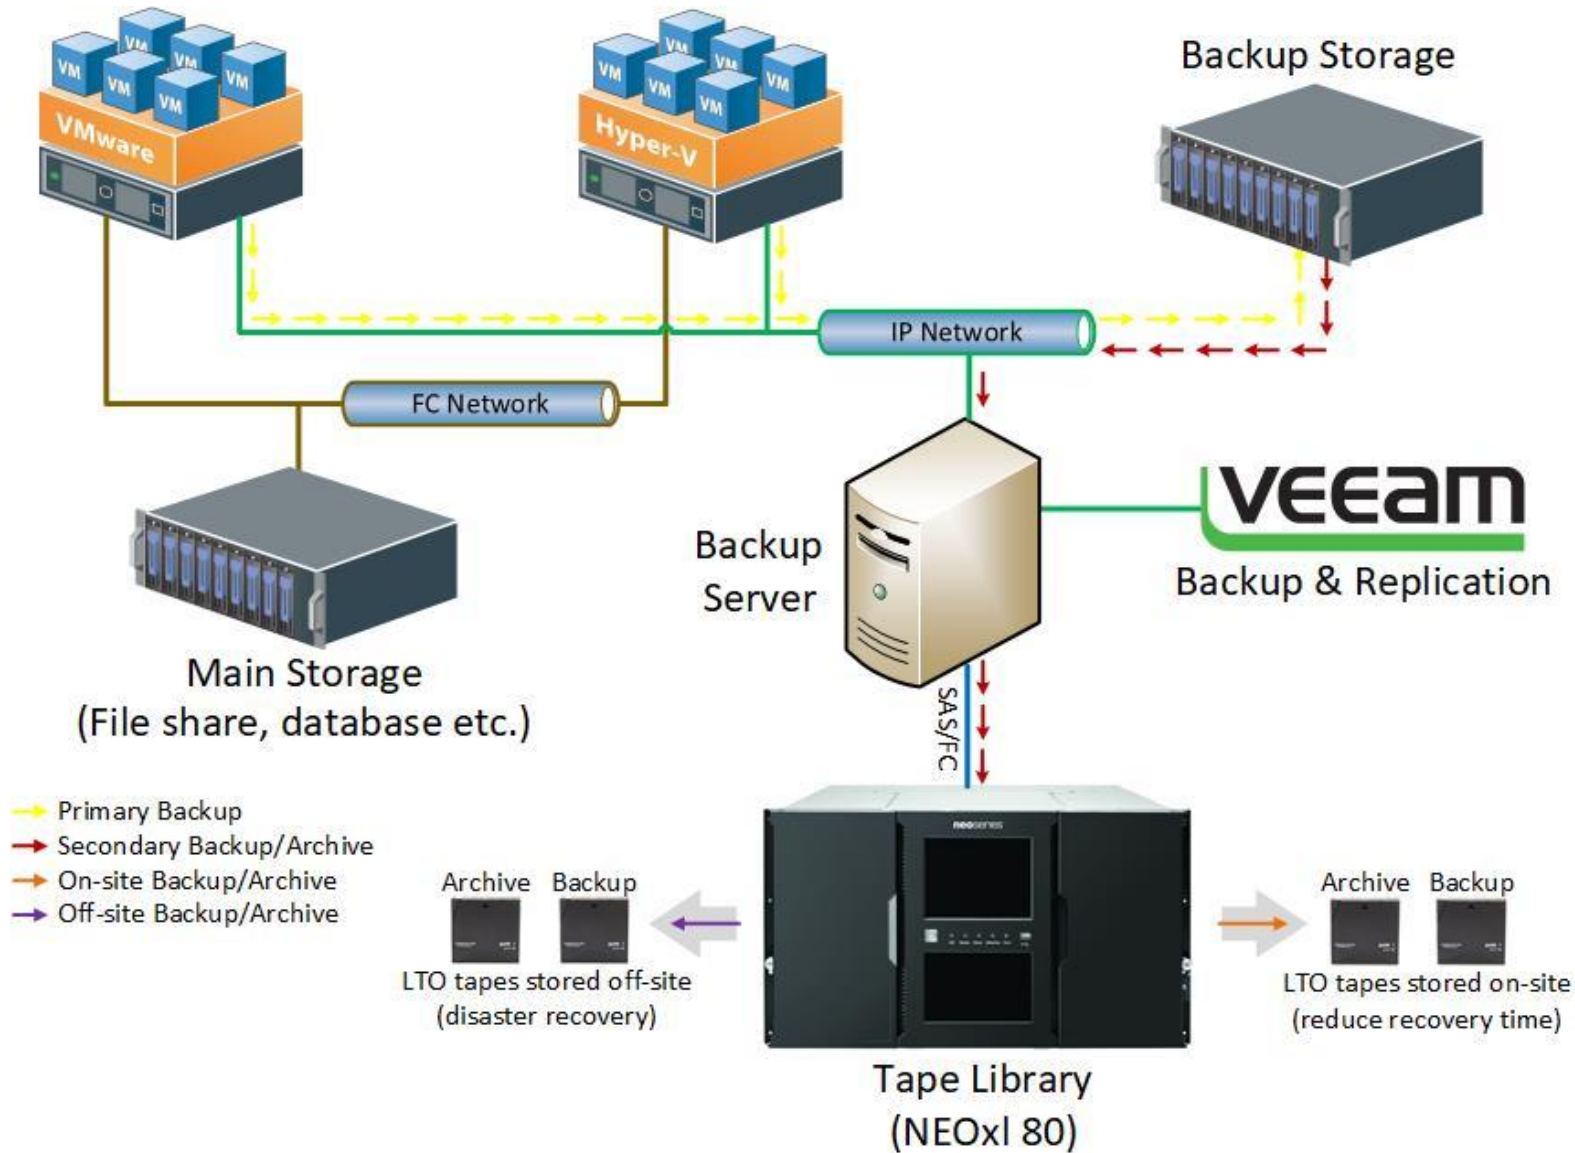 VM
VM
VM
VM
VM
VM
VMware
VM
VM
VM
VM
VM
VM
Hyper-V
Backup Storage
IP Network
FC Network
veeam
Backup & Replication
Backup
Server
Main Storage
(File share, database etc.)
SAS/FC
Primary Backup
Secondary Backup/Archive
On-site Backup/Archive
Off-site Backup/Archive
neoseries
Archive Backup
LTO tapes stored off-site
(disaster recovery)
Archive Backup
LTO tapes stored on-site
(reduce recovery time)
Tape Library
(NEOxl 80)